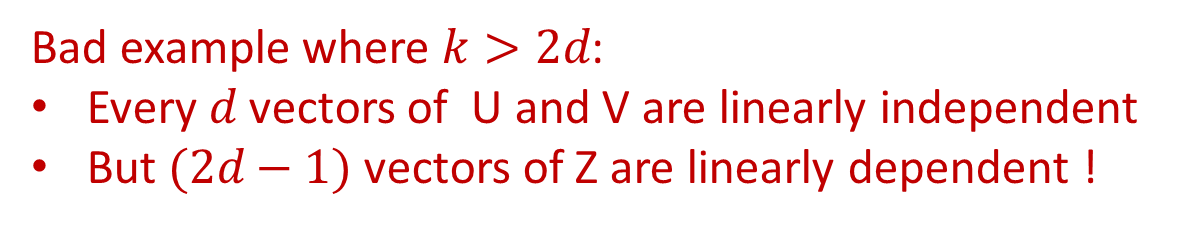 Bad example where k > 2d:
• Every d vectors of U and V are linearly independent
• But (2d − 1) vectors of Z are linearly dependent !